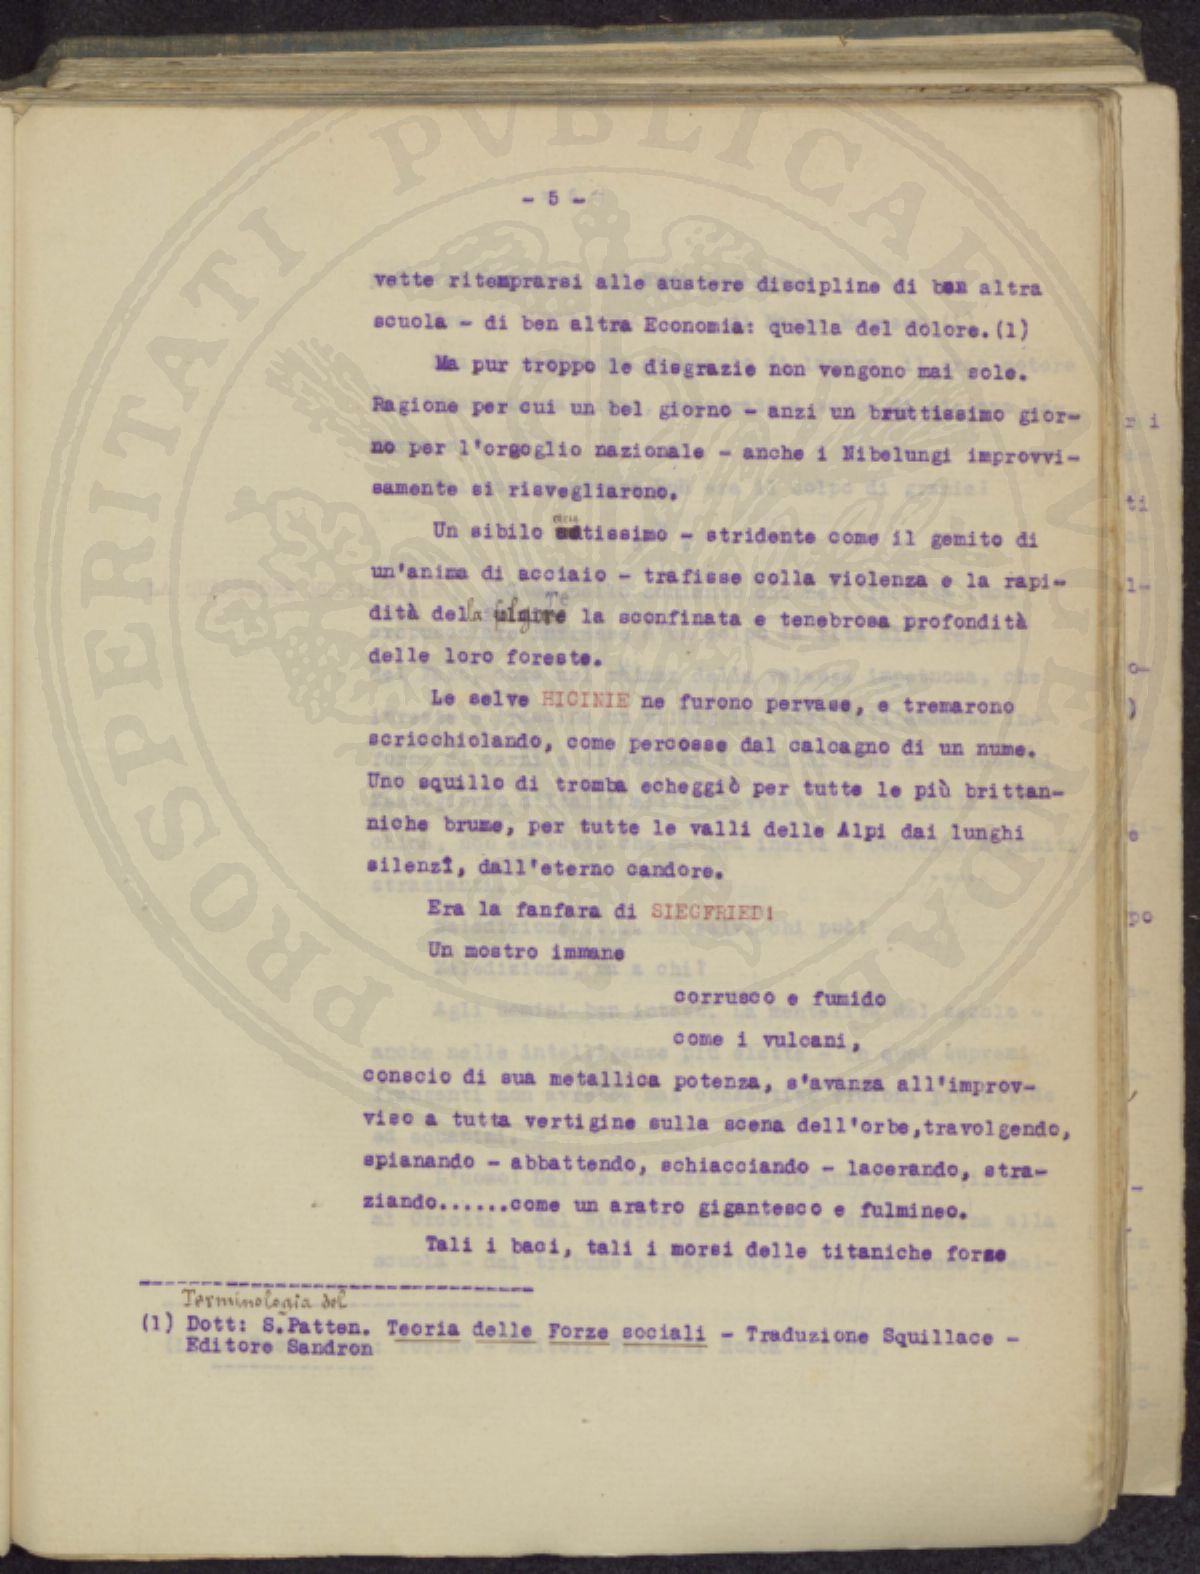 - 5 -
vette ritemprarsi alle austere discipline di ben altra
scuola - di ben altra Economia: quella del dolore.(1)
Ma pur troppo le disgrazie non vengono mai sole.
Ragione per cui un bel giorno - anzi un bruttissimo gior-
no per l'orgoglio nazionale - anche i Nibelungi improvvi-
samente si risvegliarono.
Un sibilo tissimo - stridente come il gemito di
un'anima di acciaio - trafisse colla violenza e la rapi-
dità della folgore la sconfinata e tenebrosa profondità
delle loro foreste.
Le selve HICINIE ne furono pervase, e tremarono
scricchiolando, come percosse dal calcagno di un nume.
Uno squillo di tromba echeggiò per tutte le più brittan-
niche brume, per tutte le valli delle Alpi dai lunghi
silenzî, dall'eterno candore.
Era la fanfara di SIEGFRIED!
Un mostro immane
corrusco e fumido
come i vulcani,
conscio di sua metallica potenza, s'avanza all'improv-
viso a tutta vertigine sulla scena dell'orbe,travolgendo,
spianando - abbattendo, schiacciando - lacerando, stra-
ziando......come un aratro gigantesco e fulmineo.
Tali i baci, tali i morsi delle titaniche forze
Terminologia del
(1) Dott: S.Patten. Teoria delle Forze sociali - Traduzione Squillace -
Editore Sandron
PROSPERITATI PVBLICAE AVGENDAE